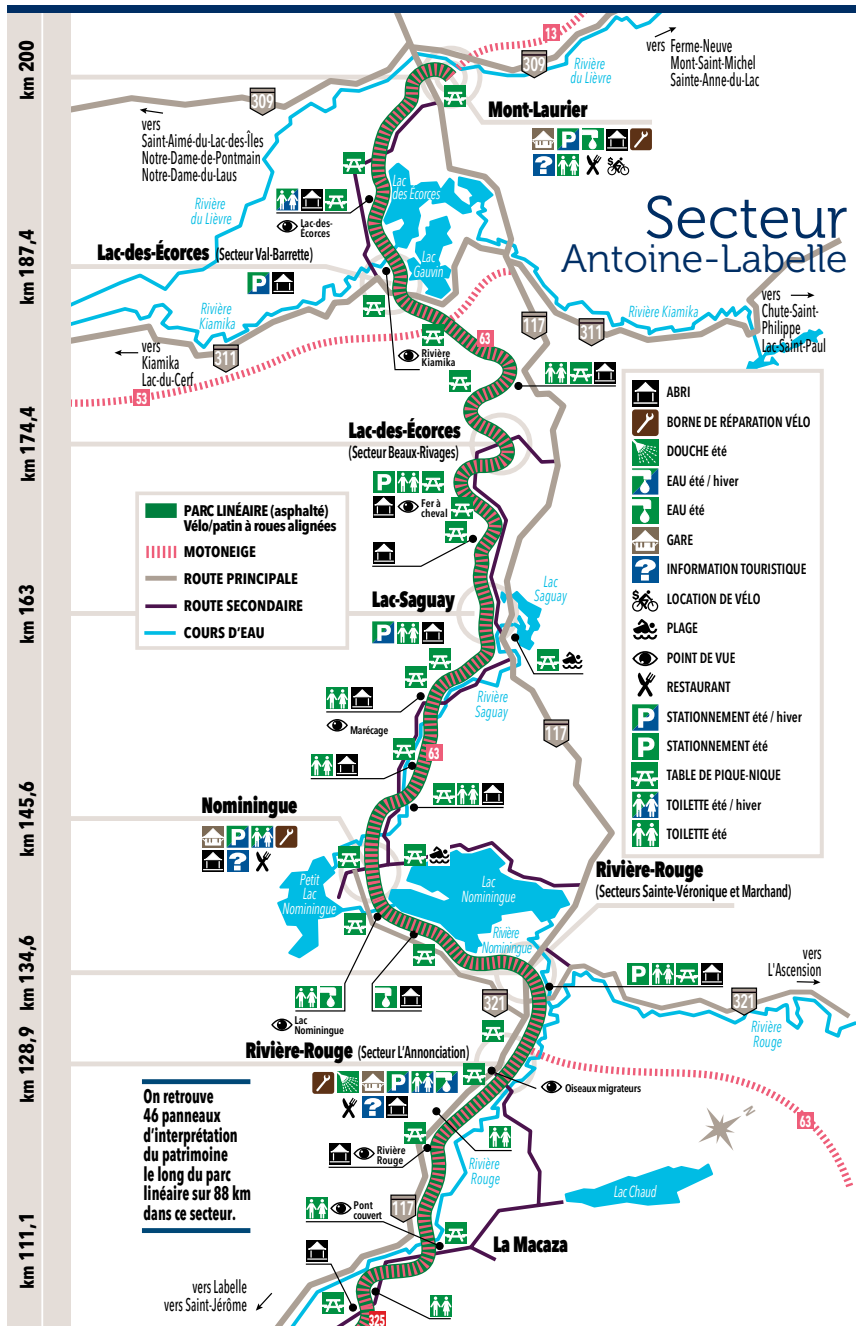 km 200
13
309
vers
Ferme-Neuve
Mont-Saint-Michel
Sainte-Anne-du-Lac
Rivière
du Lièvre
309
vers
Saint-Aimé-du-Lac-des-Îles
Notre-Dame-de-Pontmain
Notre-Dame-du-Laus
Mont-Laurier
P
?
Lac
des Écorces
Rivière
du Lièvre
Lac-des-
Écorces
Secteur
Antoine-Labelle
km 187,4
Lac-des-Écorces (Secteur Val-Barrette)
P
Lac
Gauvin
Rivière
Kiamika
Rivière Kiamika
vers
Chute-Saint-
Philippe
Lac-Saint-Paul
117
311
311
63
Rivière
Kiamika
vers
Kiamika
Lac-du-Cerf
53
km 174,4
Lac-des-Écorces
(Secteur Beaux-Rivages)
P
Fer à
cheval
ABRI
BORNE DE RÉPARATION VÉLO
DOUCHE été
EAU été / hiver
EAU été
GARE
? INFORMATION TOURISTIQUE
LOCATION DE VÉLO
PLAGE
POINT DE VUE
RESTAURANT
P STATIONNEMENT été / hiver
P STATIONNEMENT été
TABLE DE PIQUE-NIQUE
TOILETTE été / hiver
TOILETTE été
PARC LINÉAIRE (asphalté)
Vélo/patin à roues alignées
MOTONEIGE
ROUTE PRINCIPALE
ROUTE SECONDAIRE
COURS D'EAU
km 163
Lac-Saguay
P
Lac
Saguay
Rivière
Saguay
Marécage
117
63
km 145,6
Nominingue
P
?
Petit
Lac
Nominingue
Lac
Nominingue
Rivière-Rouge
(Secteurs Sainte-Véronique et Marchand)
Rivière
Nominingue
km 134,6
P
vers
L'Ascension
321
321
Rivière
Rouge
Lac
Nominingue
km 128,9
Rivière-Rouge (Secteur L'Annonciation)
P
?
Oiseaux migrateurs
63
N
On retrouve
46 panneaux
d'interprétation
du patrimoine
le long du parc
linéaire sur 88 km
dans ce secteur.
Rivière
Rouge
Rivière
Rouge
Lac Chaud
km 111,1
Pont
couvert
117
La Macaza
vers Labelle
vers Saint-Jérôme
325